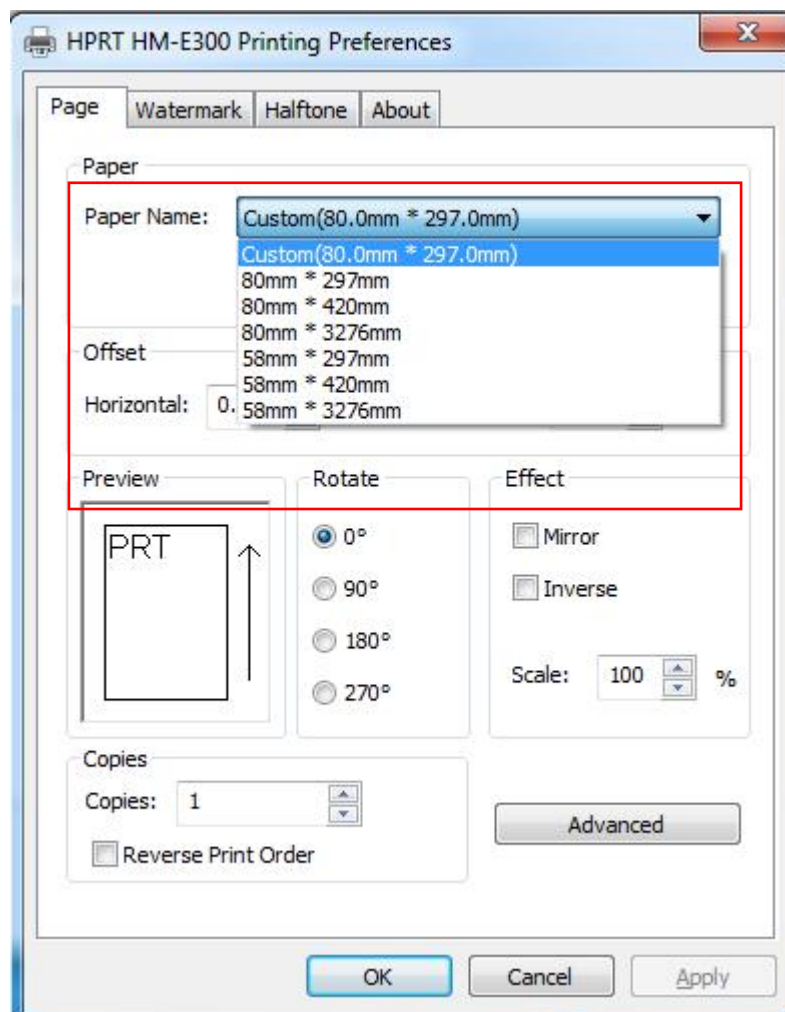 HPRT HM-E300 Printing Preferences
Page Watermark Halftone About
Paper
Paper Name: Custom(80.0mm * 297.0mm)
Custom(80.0mm * 297.0mm)
80mm * 297mm
80mm * 420mm
80mm * 3276mm
58mm * 297mm
58mm * 420mm
58mm * 3276mm
Offset
Horizontal: 0.
Preview Rotate Effect
PRT
0° Mirror
90° Inverse
180°
270°
Scale: 100 %
Copies
Copies: 1
Advanced
Reverse Print Order
OK Cancel Apply